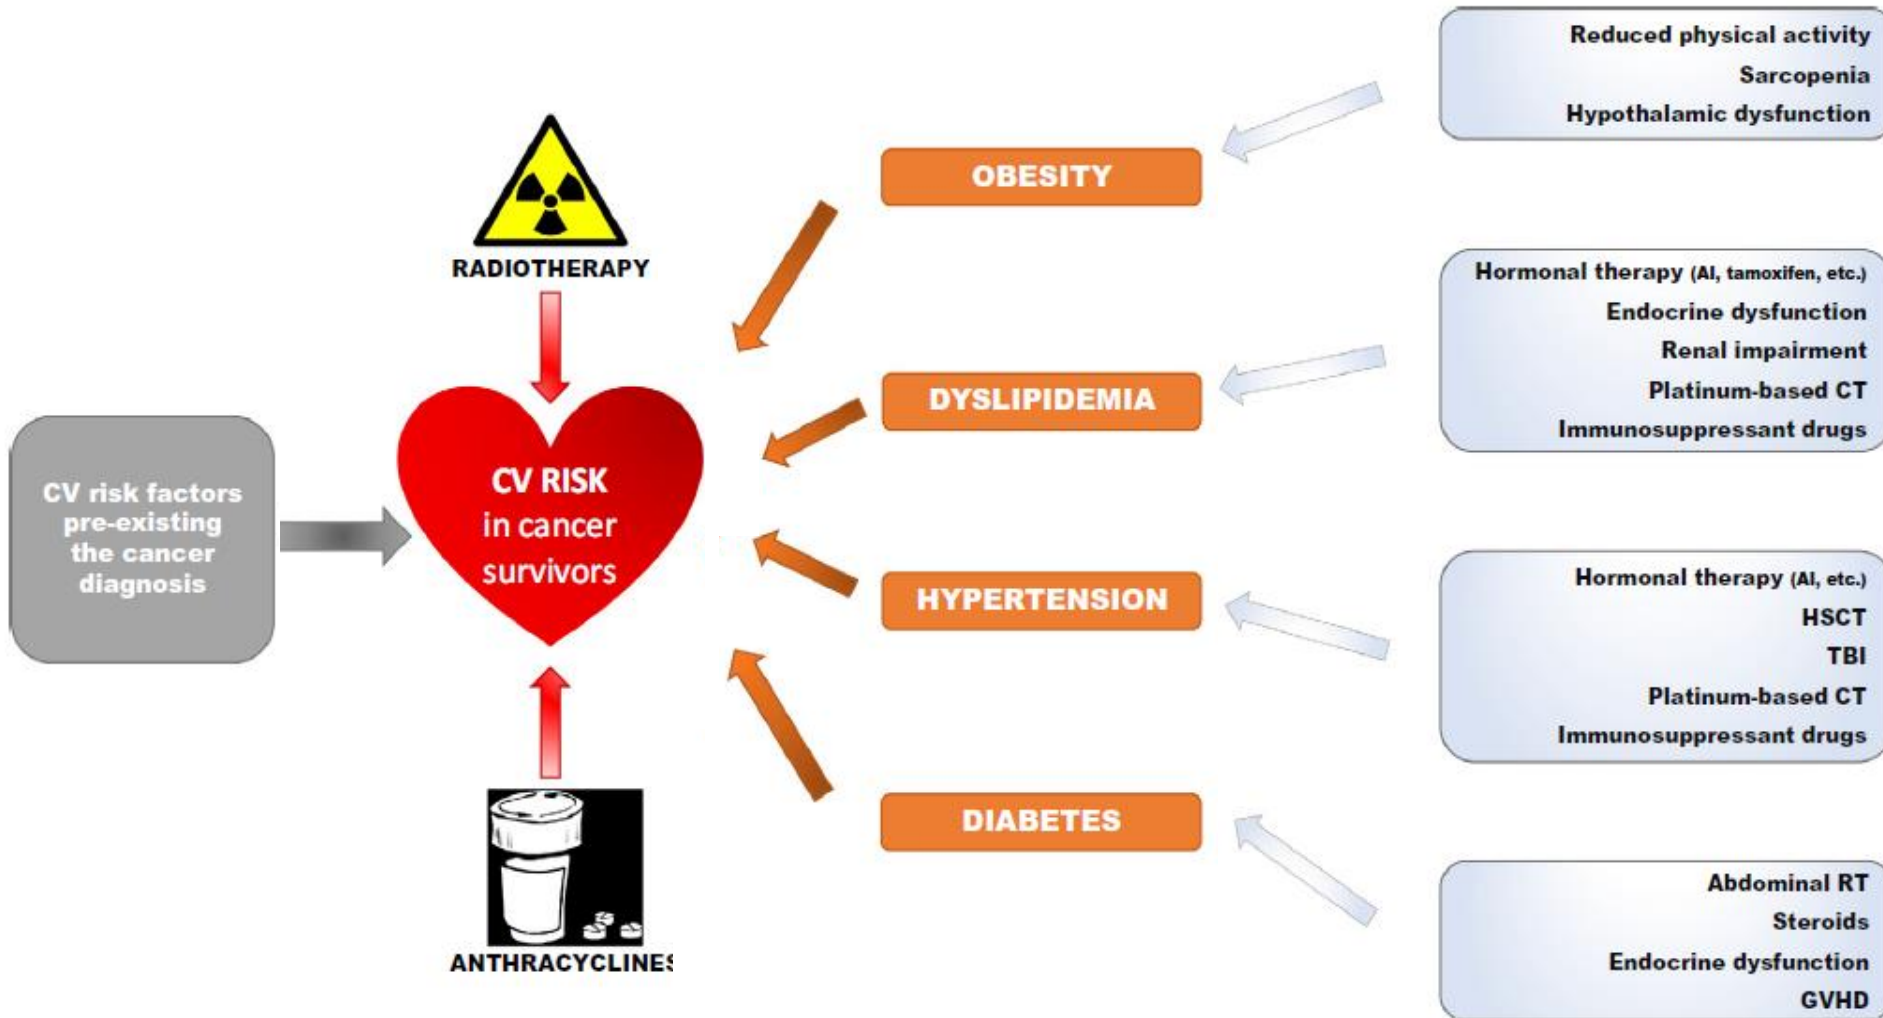 RADIOTHERAPY
CV risk factors
pre-existing
the cancer
diagnosis
CV RISK
in cancer
survivors
ANTHRACYCLINES
OBESITY
DYSLIPIDEMIA
HYPERTENSION
DIABETES
Reduced physical activity
Sarcopenia
Hypothalamic dysfunction
Hormonal therapy (AI, tamoxifen, etc.)
Endocrine dysfunction
Renal impairment
Platinum-based CT
Immunosuppressant drugs
Hormonal therapy (AI, etc.)
HSCT
TBI
Platinum-based CT
Immunosuppressant drugs
Abdominal RT
Steroids
Endocrine dysfunction
GVHD